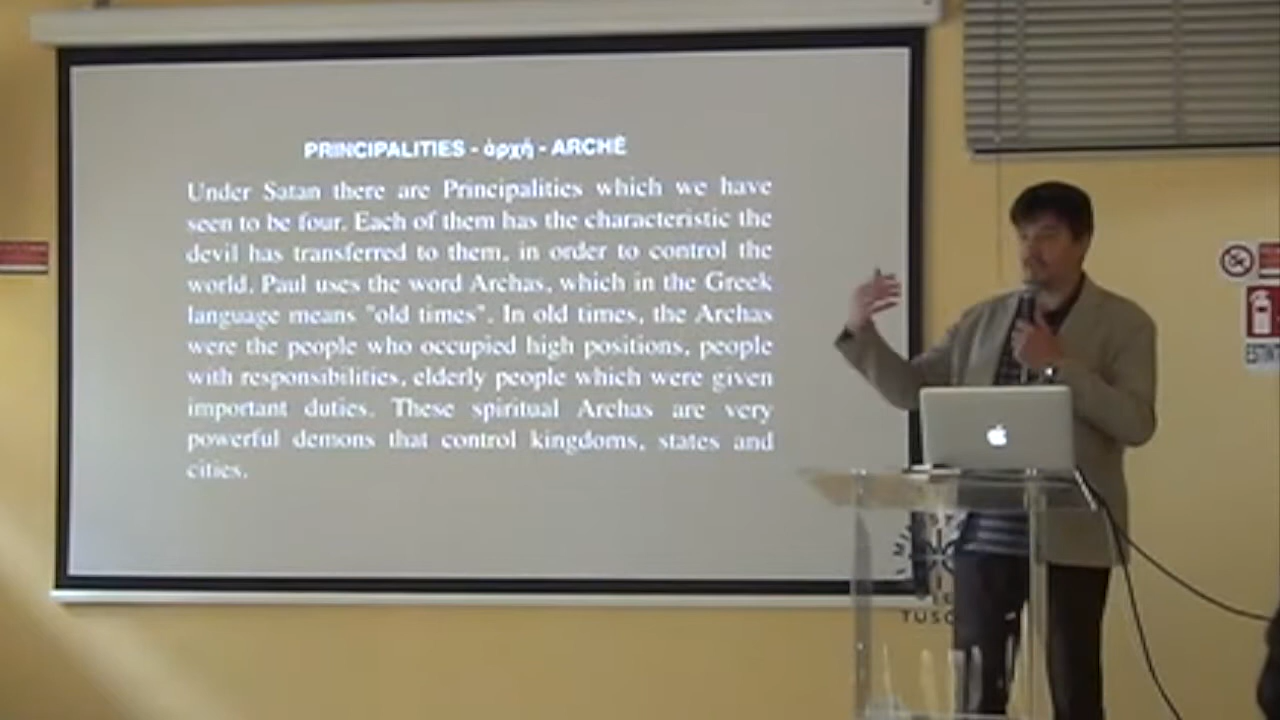 PRINCIPALITIES - ἀρχή - ARCHÈ
Under Satan there are Principalities which we have
seen to be four. Each of them has the characteristic the
devil has transferred to them, in order to control the
world. Paul uses the word Archas, which in the Greek
language means "old times". In old times, the Archas
were the people who occupied high positions, people
with responsibilities, elderly people which were given
important duties. These spiritual Archas are very
powerful demons that control kingdoms, states and
cities.
ESTINT
TUSC